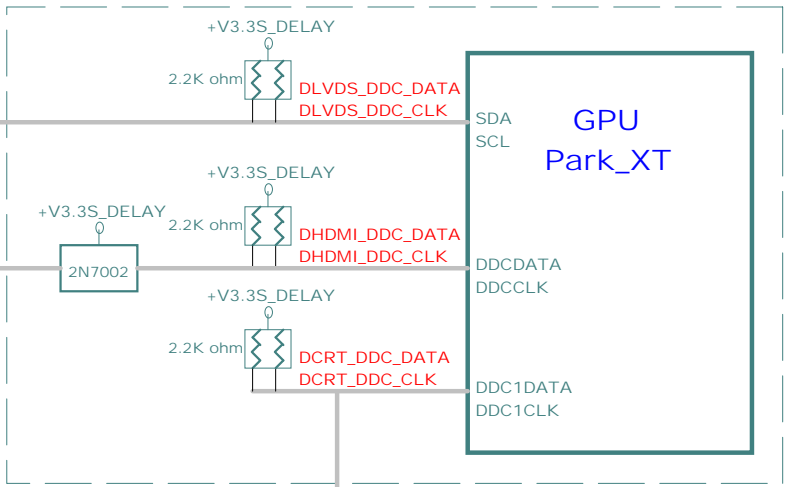 +V3.3S_DELAY
2.2K ohm
DLVDS_DDC_DATA
DLVDS_DDC_CLK
SDA
SCL
GPU
Park_XT
+V3.3S_DELAY
+V3.3S_DELAY
2.2K ohm
DHDMI_DDC_DATA
DHDMI_DDC_CLK
2N7002
DDCDATA
DDCCLK
+V3.3S_DELAY
2.2K ohm
DCRT_DDC_DATA
DCRT_DDC_CLK
DDC1DATA
DDC1CLK